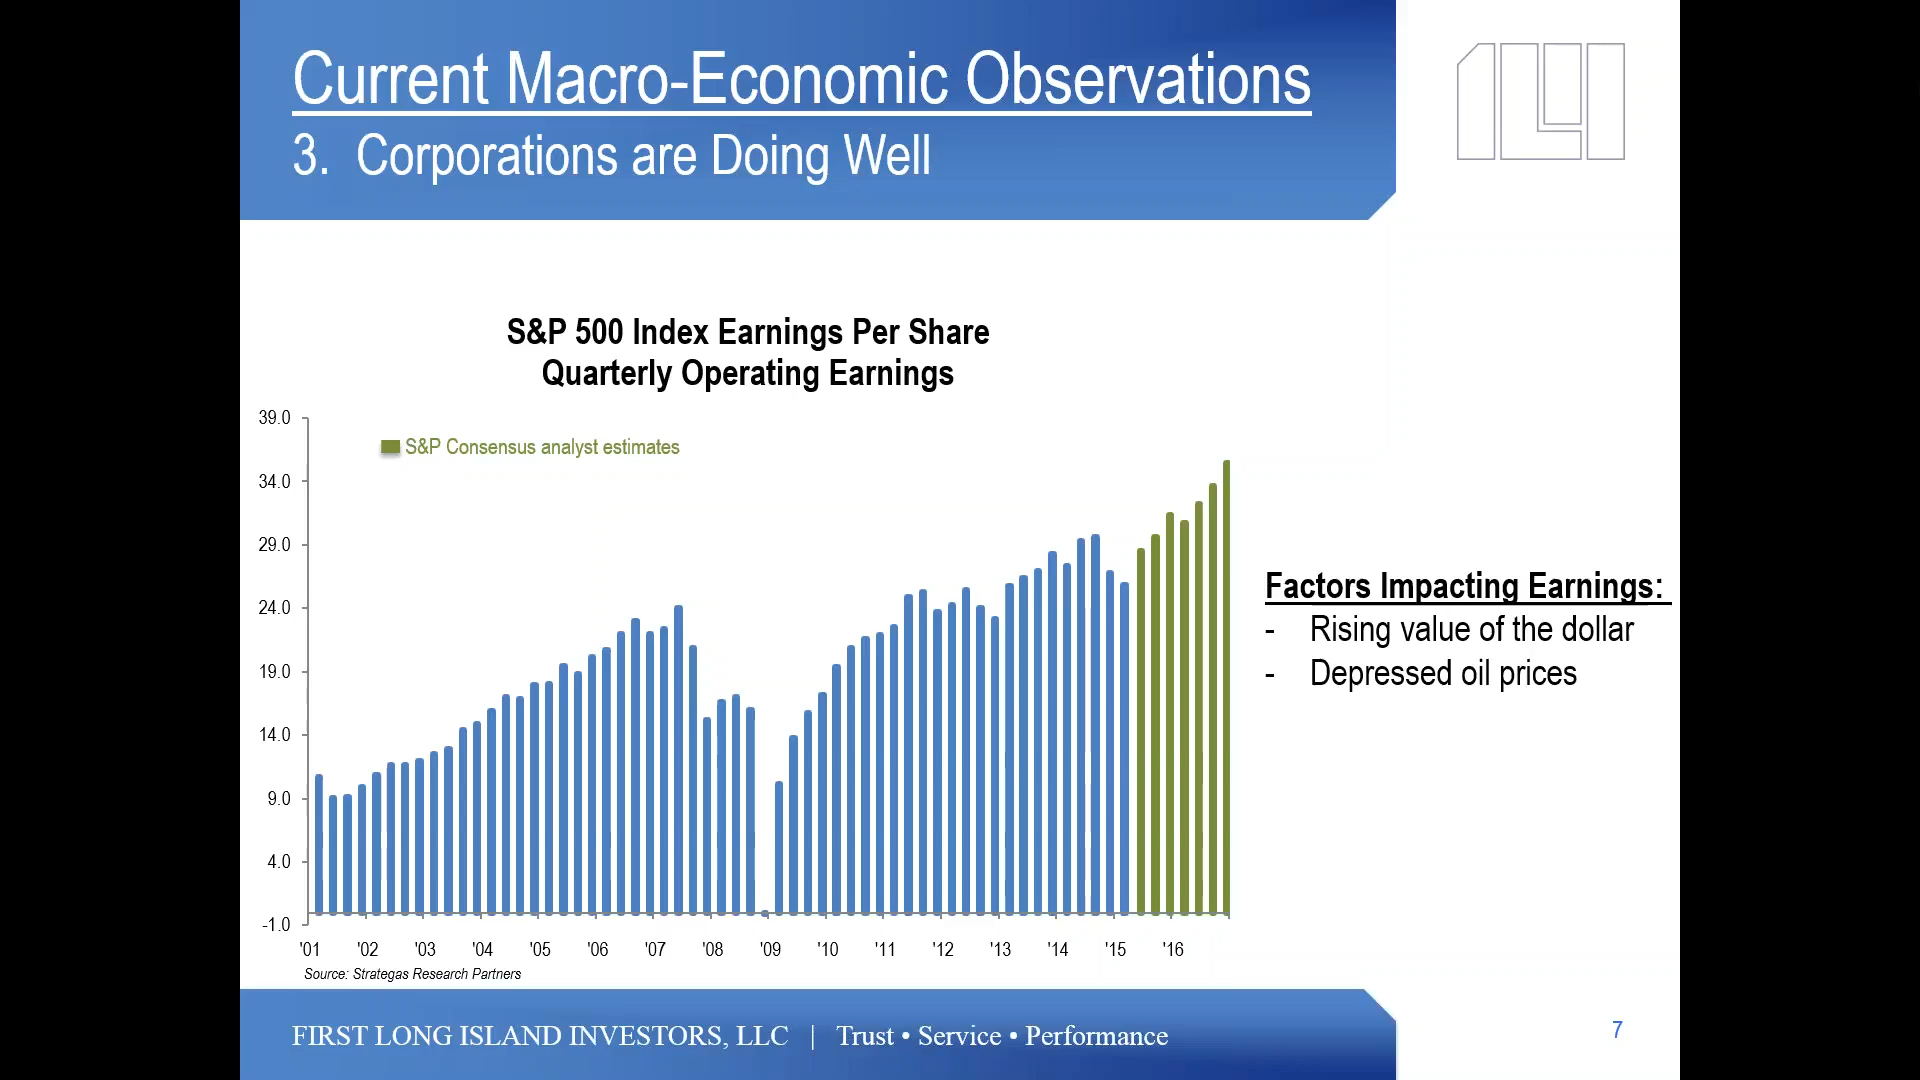 Current Macro-Economic Observations
3. Corporations are Doing Well
S&P 500 Index Earnings Per Share
Quarterly Operating Earnings
39.0
S&P Consensus analyst estimates
34.0
29.0
24.0
19.0
14.0
9.0
4.0
-1.0
'01 '02 '03 '04 '05 '06 '07 '08 '09 '10 '11 '12 '13 '14 '15 '16
Source: Strategas Research Partners
Factors Impacting Earnings:
- Rising value of the dollar
- Depressed oil prices
FIRST LONG ISLAND INVESTORS, LLC | Trust • Service • Performance
7